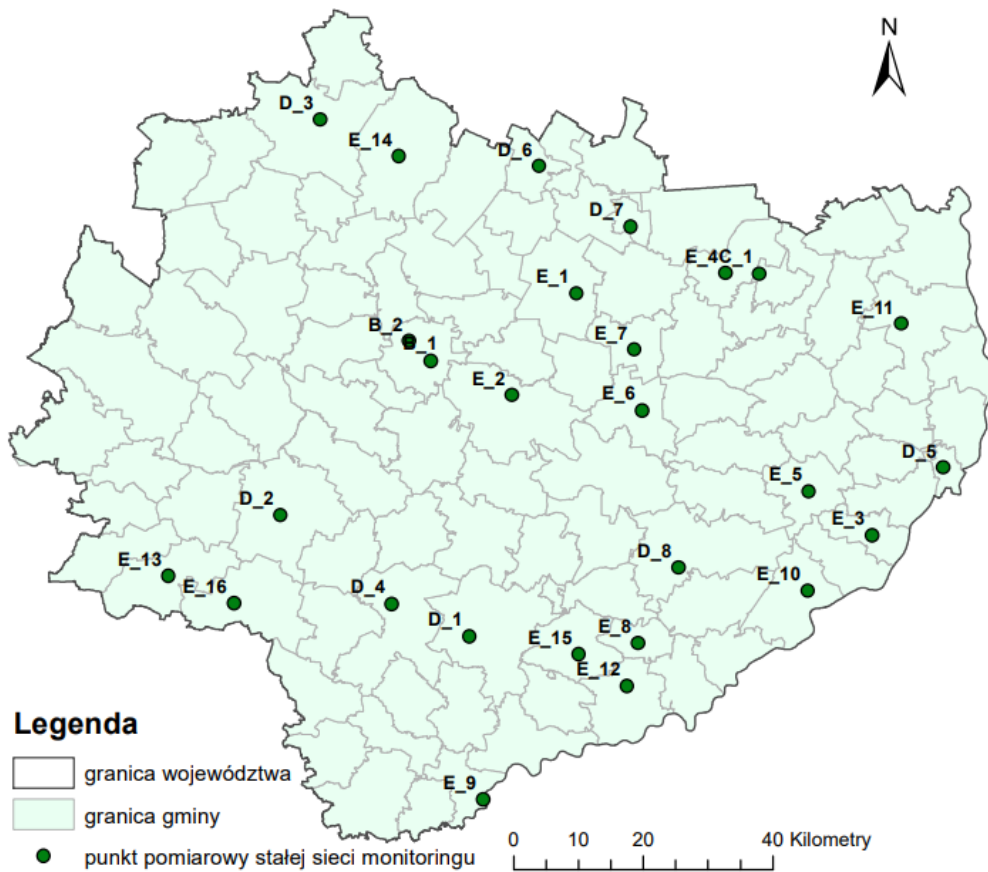 N
D_3
E_14
D_6
D_7
E_4C_1
E_1
E_11
B_2
E_1
E_7
E_2
E_6
D_5
E_5
D_2
E_3
D_8
E_13
E_10
E_16
D_4
D_1
E_8
E_15
E_12
Legenda
granica województwa
E_9
granica gminy
0 10 20 40 Kilometry
punkt pomiarowy stałej sieci monitoringu